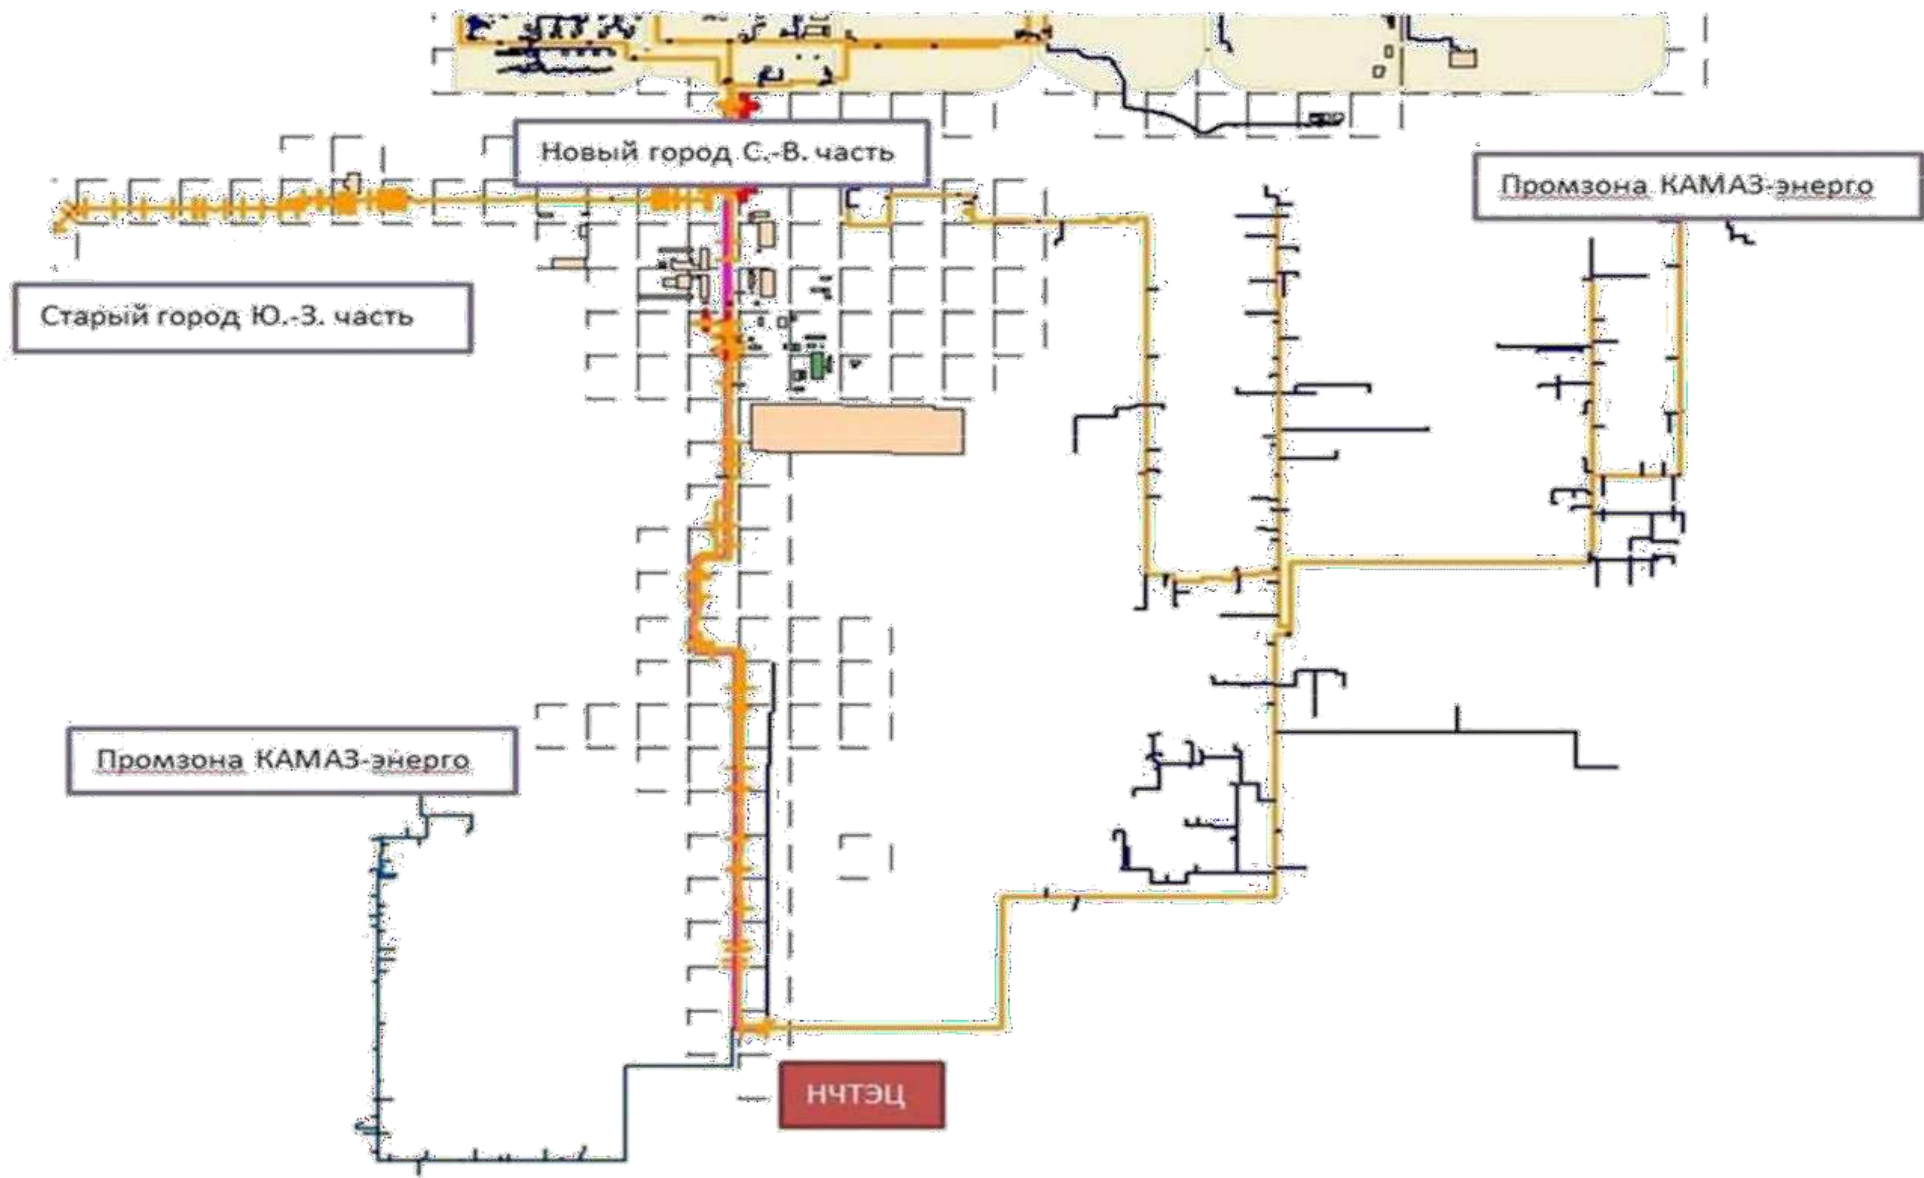 Новый город С.-В. часть
Промзона КАМАЗ-энерго
Старый город Ю.-З. часть
Промзона КАМАЗ-энерго
НЧТЭЦ